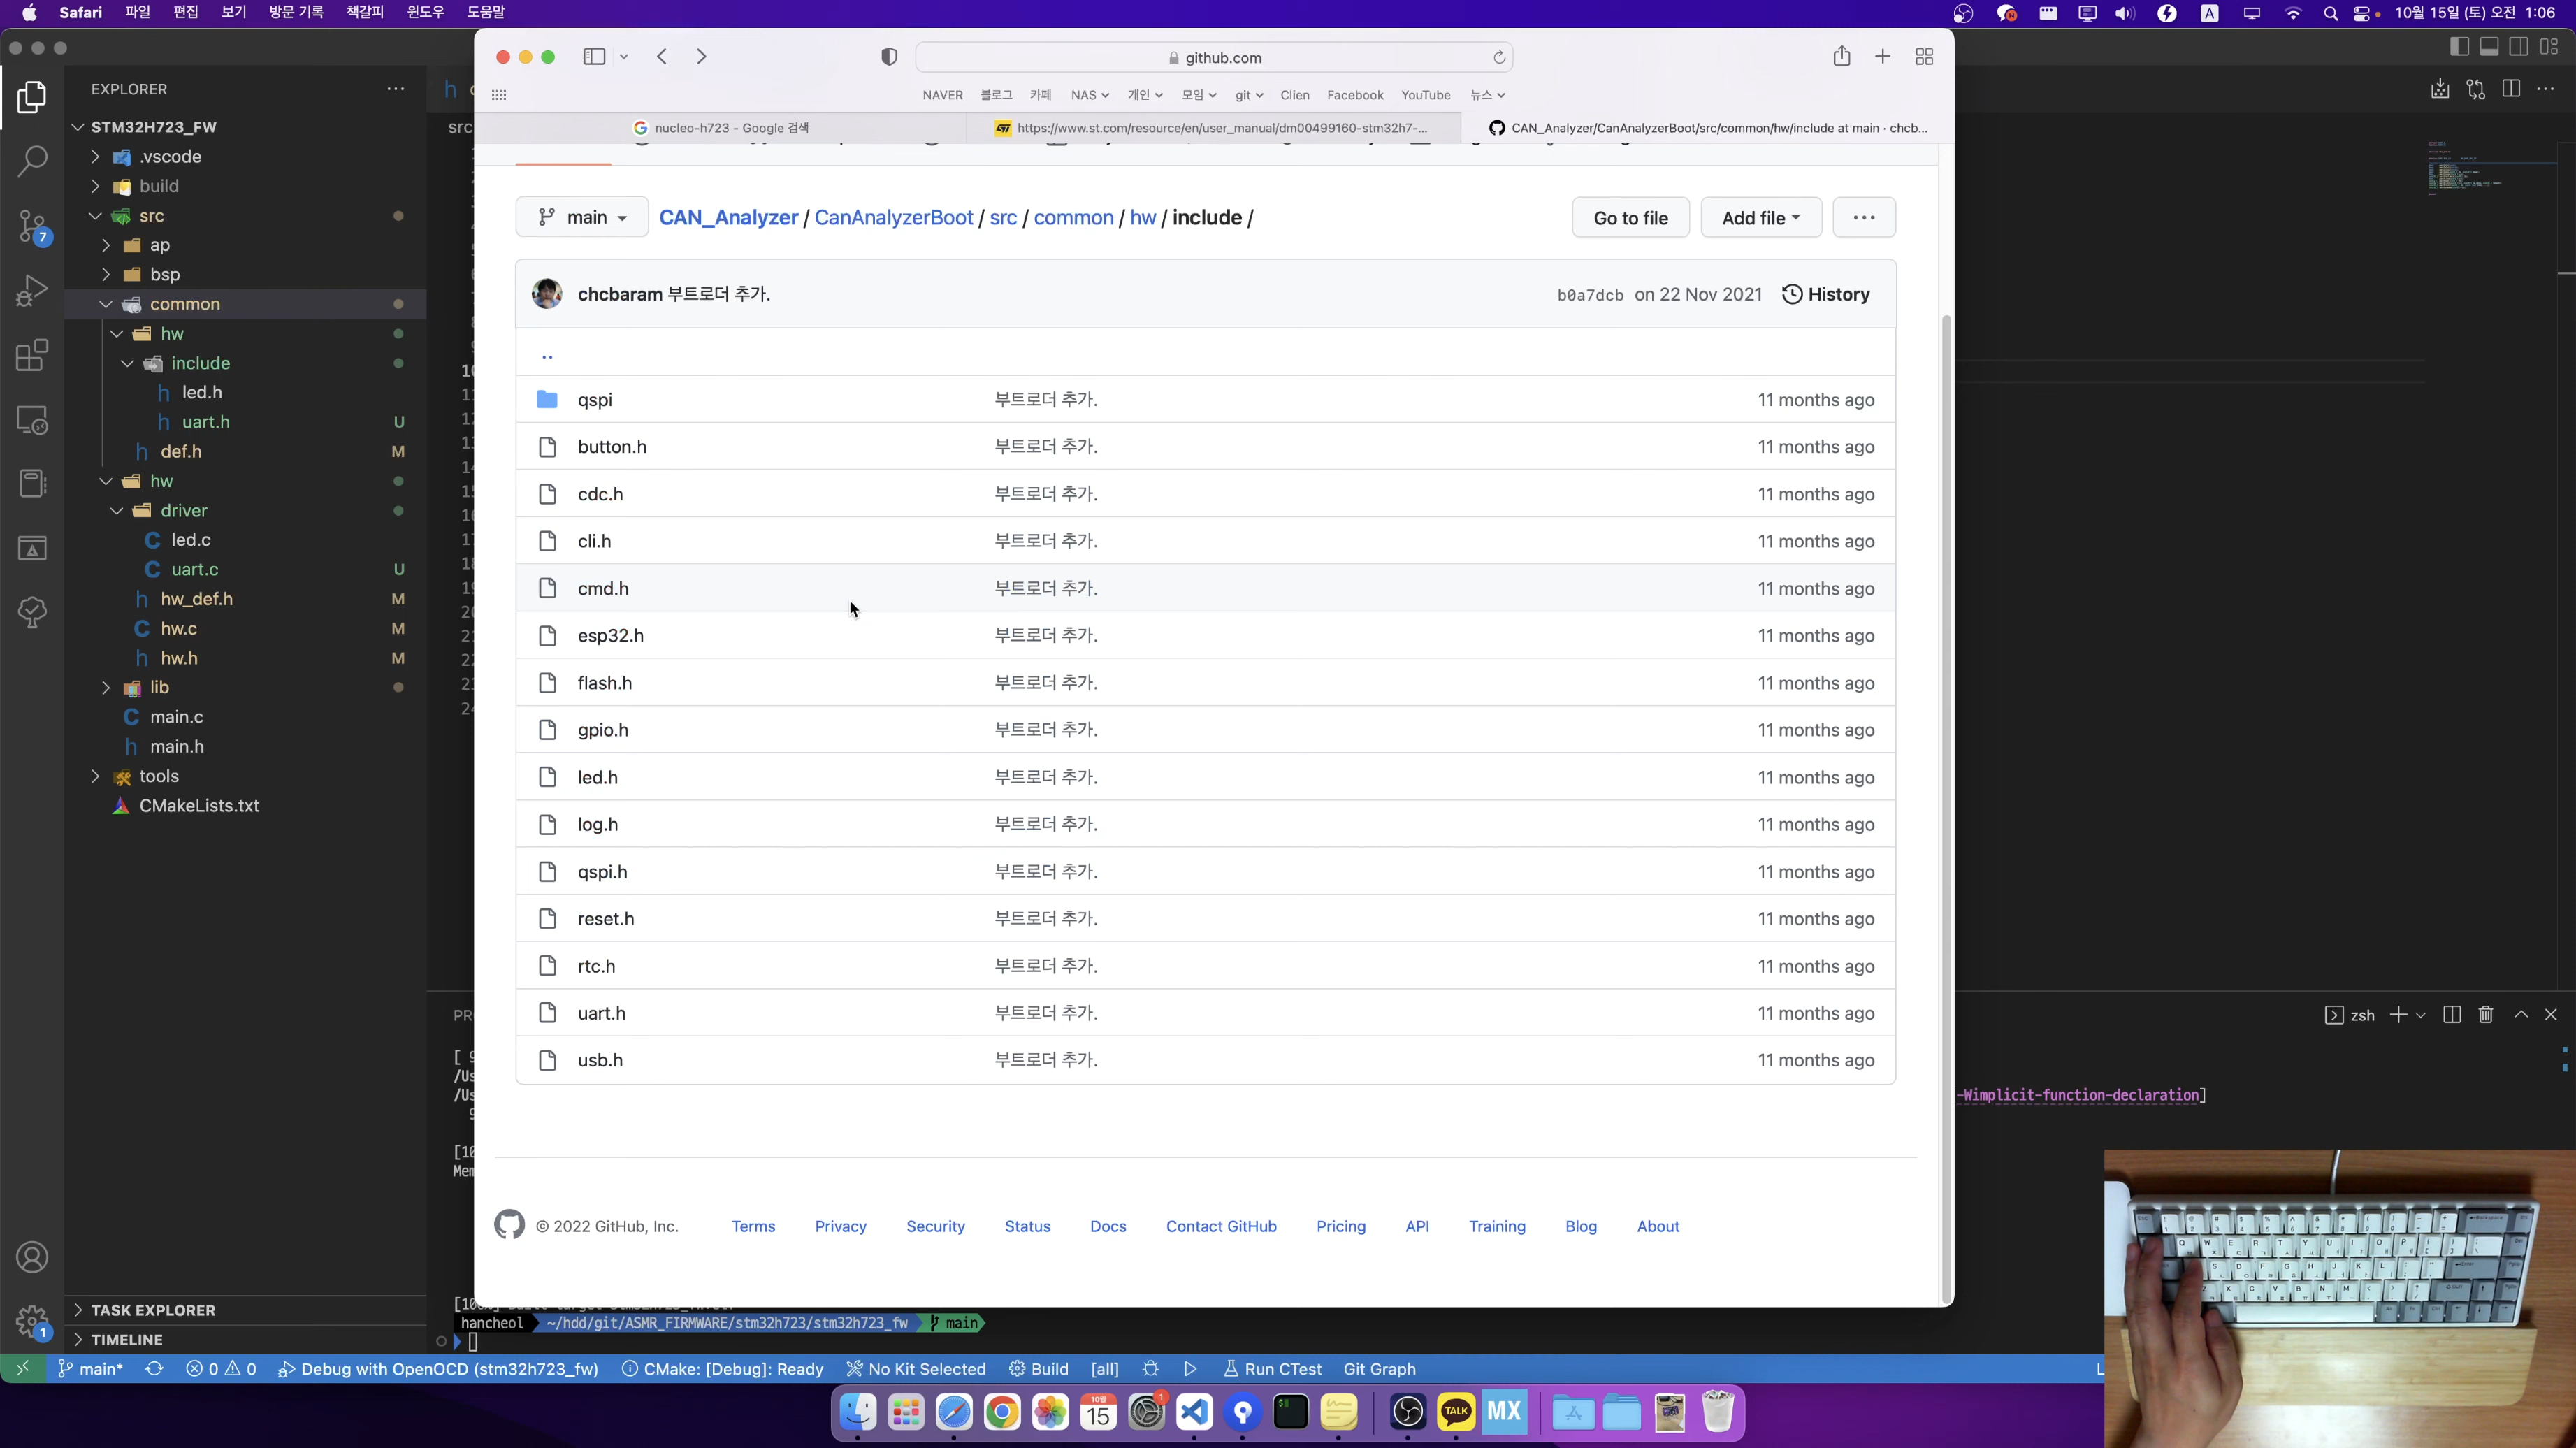 Safari 파일 편집 보기 방문 기록 책갈피 윈도우 도움말
A 10월 15일 (토) 오전 1:06
github.com
NAVER 블로그 카페 NAS 개인 모임 git Clien Facebook YouTube 뉴스
nucleo-h723 - Google 검색
https://www.st.com/resource/en/user_manual/dm00499160-stm32h7-...
CAN_Analyzer/CanAnalyzerBoot/src/common/hw/include at main · chcb...
EXPLORER
STM32H723_FW
.vscode
build
src
ap
bsp
common
hw
include
led.h
uart.h U
def.h M
hw
driver
led.c
uart.c U
hw_def.h M
hw.c M
hw.h M
lib
main.c
main.h
tools
CMakeLists.txt
TASK EXPLORER
TIMELINE
7
1
src
main
CAN_Analyzer / CanAnalyzerBoot / src / common / hw / include /
Go to file Add file
chcbaram 부트로더 추가. b0a7dcb on 22 Nov 2021 History
..
qspi 부트로더 추가. 11 months ago
button.h 부트로더 추가. 11 months ago
cdc.h 부트로더 추가. 11 months ago
cli.h 부트로더 추가. 11 months ago
cmd.h 부트로더 추가. 11 months ago
esp32.h 부트로더 추가. 11 months ago
flash.h 부트로더 추가. 11 months ago
gpio.h 부트로더 추가. 11 months ago
led.h 부트로더 추가. 11 months ago
log.h 부트로더 추가. 11 months ago
qspi.h 부트로더 추가. 11 months ago
reset.h 부트로더 추가. 11 months ago
rtc.h 부트로더 추가. 11 months ago
uart.h 부트로더 추가. 11 months ago
usb.h 부트로더 추가. 11 months ago
© 2022 GitHub, Inc. Terms Privacy Security Status Docs Contact GitHub Pricing API Training Blog About
zsh
-Wimplicit-function-declaration]
hancheol ~/hdd/git/ASMR_FIRMWARE/stm32h723/stm32h723_fw main
main* 0 0 Debug with OpenOCD (stm32h723_fw) CMake: [Debug]: Ready No Kit Selected Build [all] Run CTest Git Graph
10월
15
1
TALK
MX